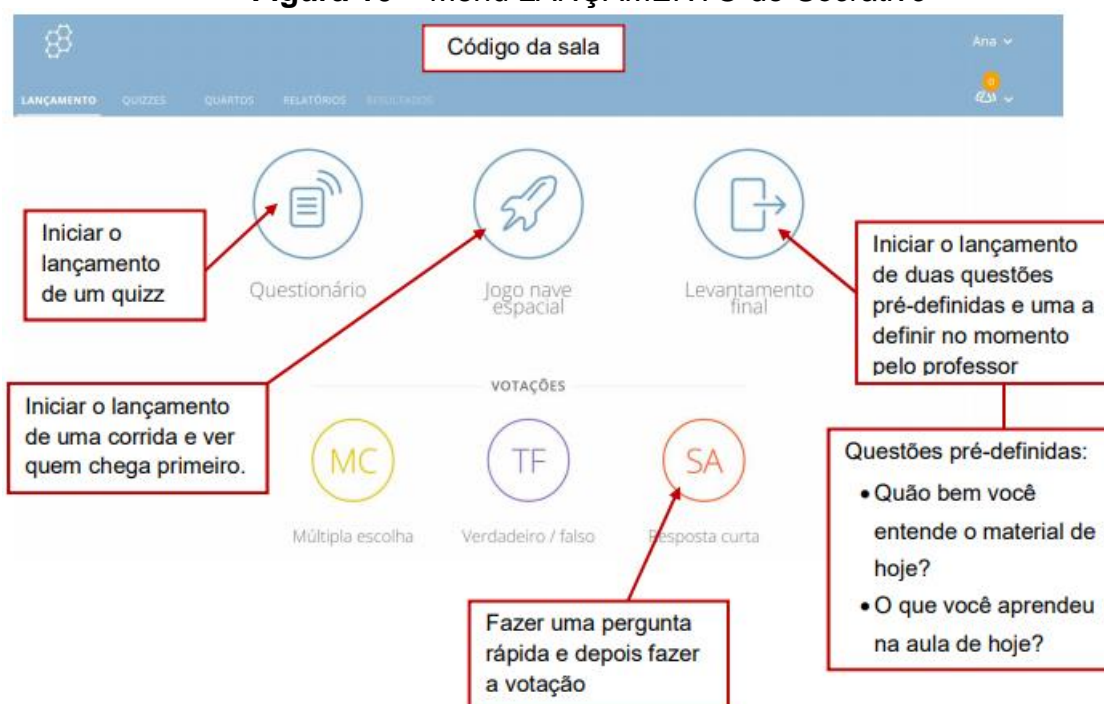 Código da sala
Ana
0
LANÇAMENTO QUIZZES QUARTOS RELATÓRIOS RESULTADOS
Iniciar o
lançamento
de um quizz
Questionário
Jogo nave
espacial
Levantamento
final
Iniciar o lançamento
de duas questões
pré-definidas e uma a
definir no momento
pelo professor
Iniciar o lançamento
de uma corrida e ver
quem chega primeiro.
VOTAÇÕES
MC
TF
SA
Múltipla escolha
Verdadeiro / falso
Resposta curta
Questões pré-definidas:
• Quão bem você
entende o material de
hoje?
• O que você aprendeu
na aula de hoje?
Fazer uma pergunta
rápida e depois fazer
a votação